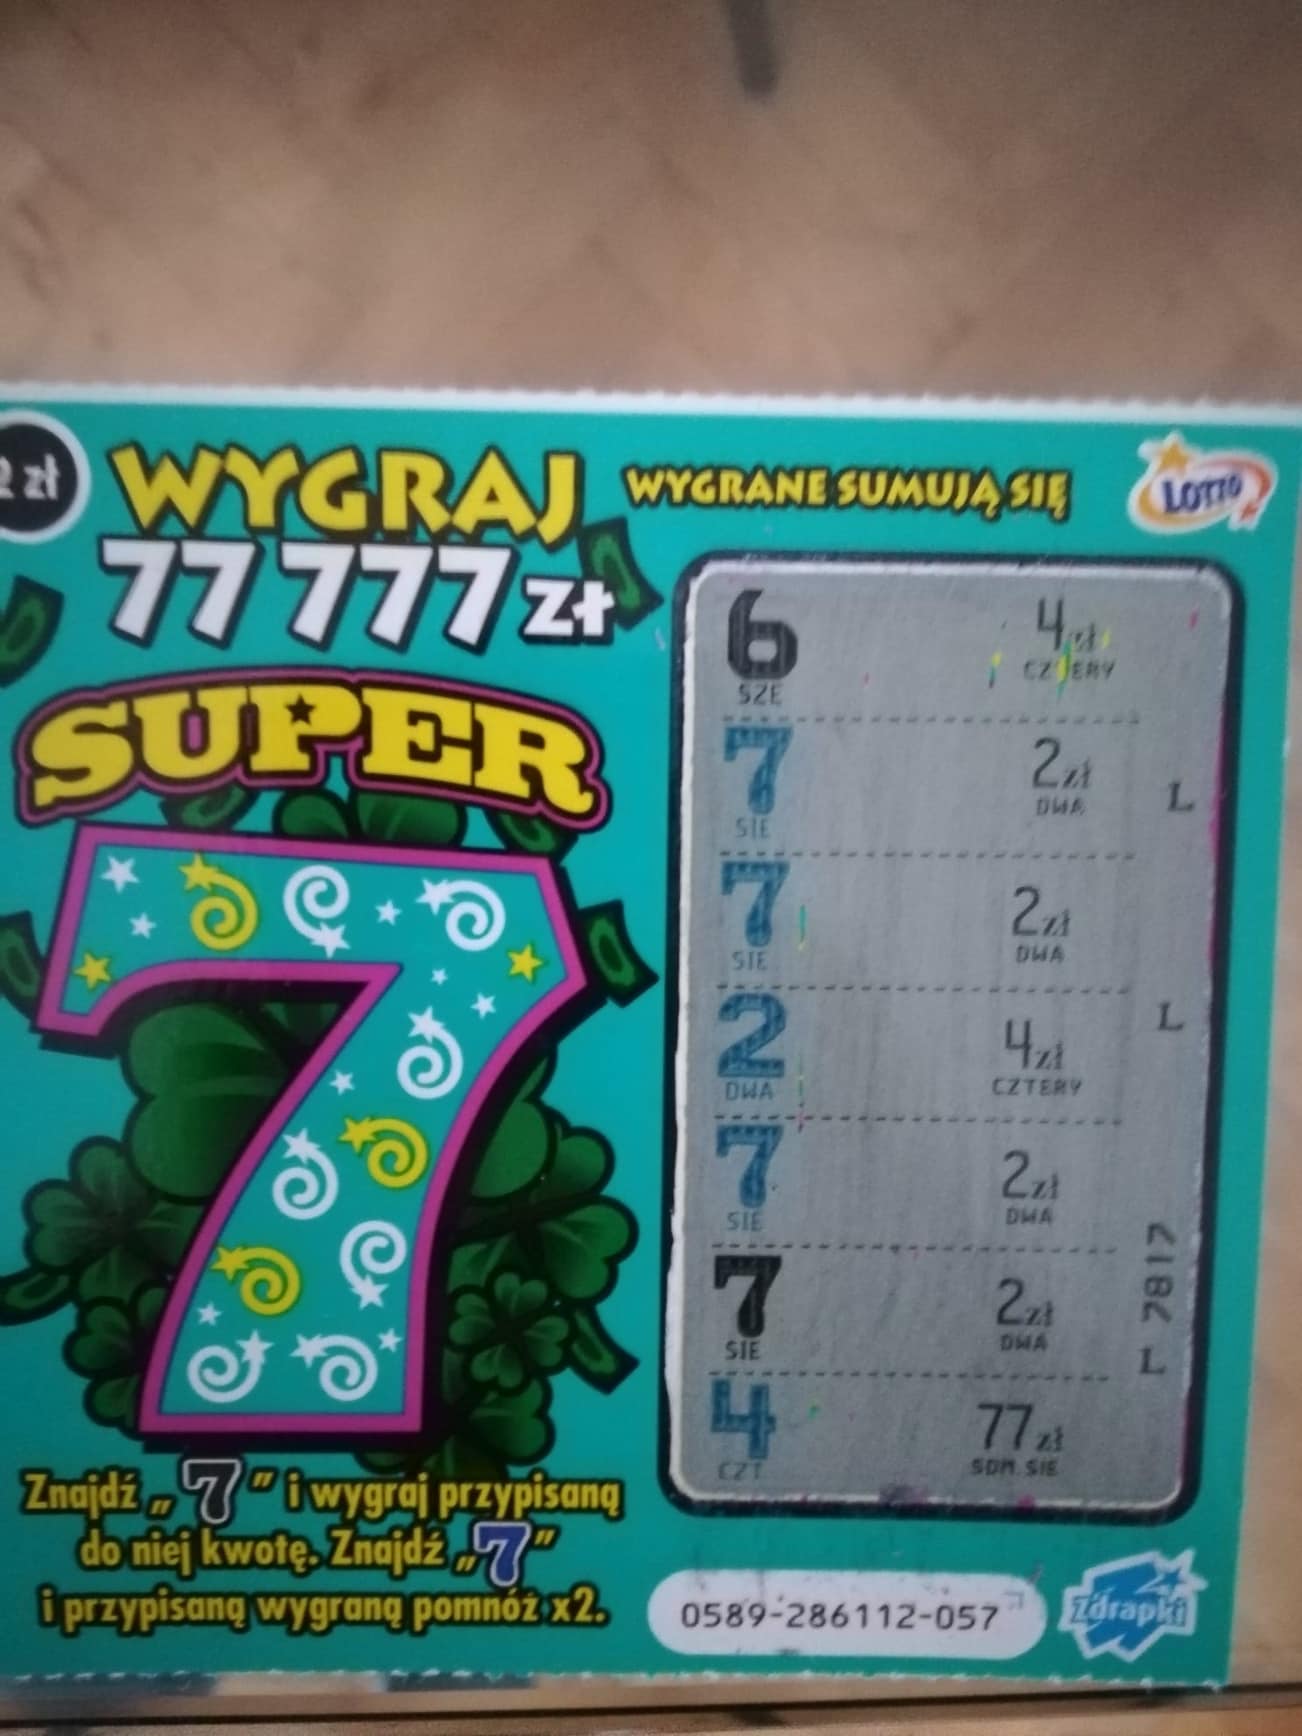 2 zł
WYGRAJ
77 777 zł
WYGRANE SUMUJĄ SIĘ
LOTTO
SUPER
7
6 4 zł
SZE CZTERY
7 2 zł
SIE DWA
L
7 2 zł
SIE DWA
2 4 zł
DWA CZTERY
L
7 2 zł
SIE DWA
7 2 zł
SIE DWA
L 7817
4 77 zł
CZT SDM.SIE
Znajdź „7” i wygraj przypisaną
do niej kwotę. Znajdź „7”
i przypisaną wygraną pomnóż x2.
0589-286112-057
Zdrapki